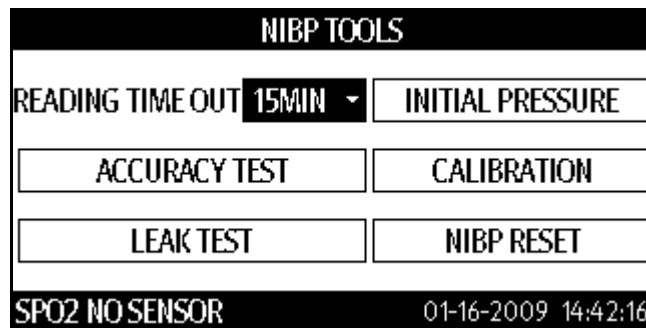 NIBP TOOLS
READING TIME OUT 15MIN INITIAL PRESSURE
ACCURACY TEST CALIBRATION
LEAK TEST NIBP RESET
SPO2 NO SENSOR 01-16-2009 14:42:16